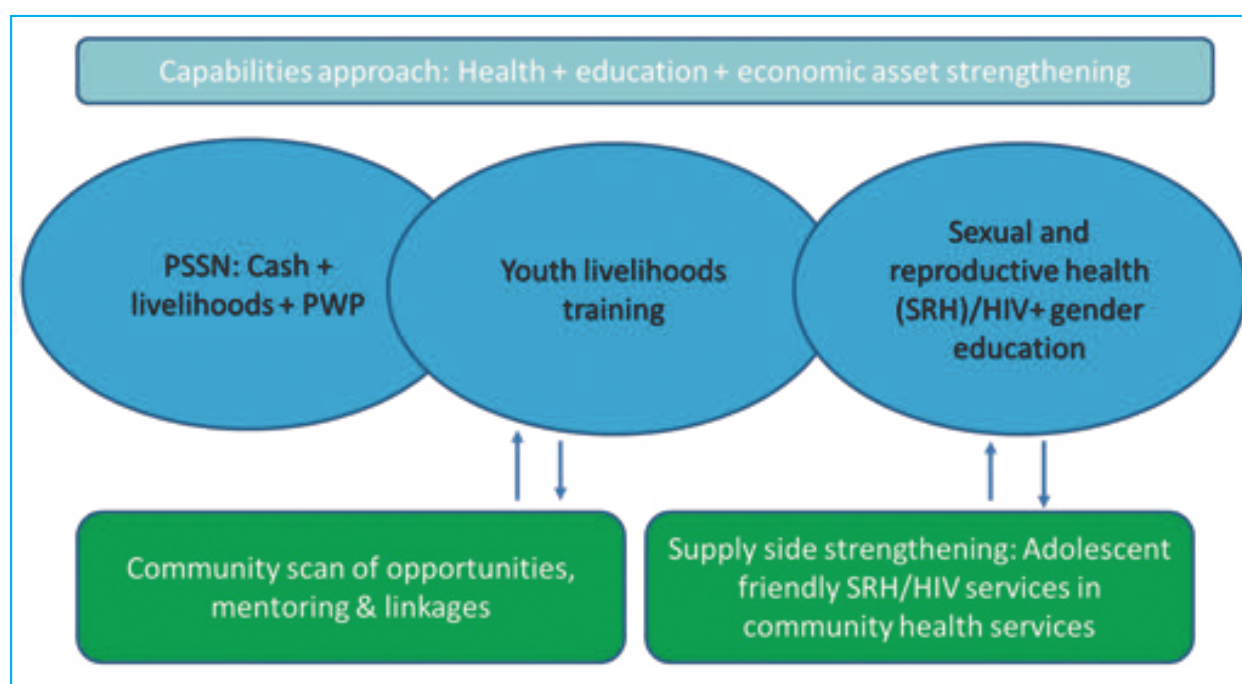 Capabilities approach: Health + education + economic asset strengthening
PSSN: Cash +
livelihoods + PWP
Youth livelihoods
training
Sexual and
reproductive health
(SRH)/HIV+ gender
education
Community scan of opportunities,
mentoring & linkages
Supply side strengthening: Adolescent
friendly SRH/HIV services in
community health services